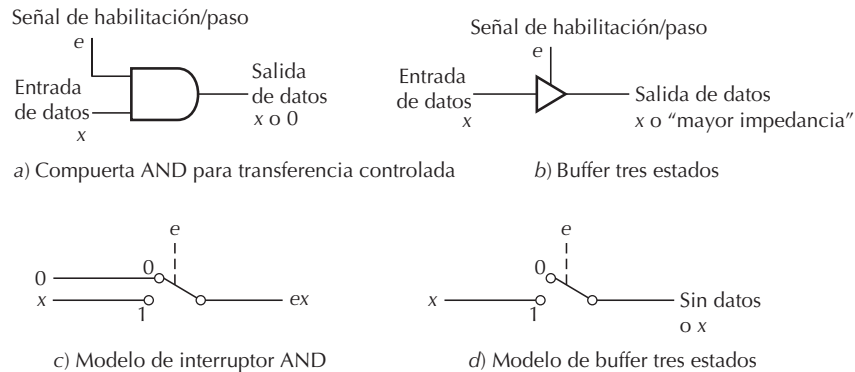 Señal de habilitación/paso
e
Entrada
de datos
x
Salida
de datos
x o 0
a) Compuerta AND para transferencia controlada
Señal de habilitación/paso
e
Entrada
de datos
x
Salida de datos
x o “mayor impedancia”
b) Buffer tres estados
e
0
0
x
1
ex
c) Modelo de interruptor AND
e
0
x
1
Sin datos
o x
d) Modelo de buffer tres estados